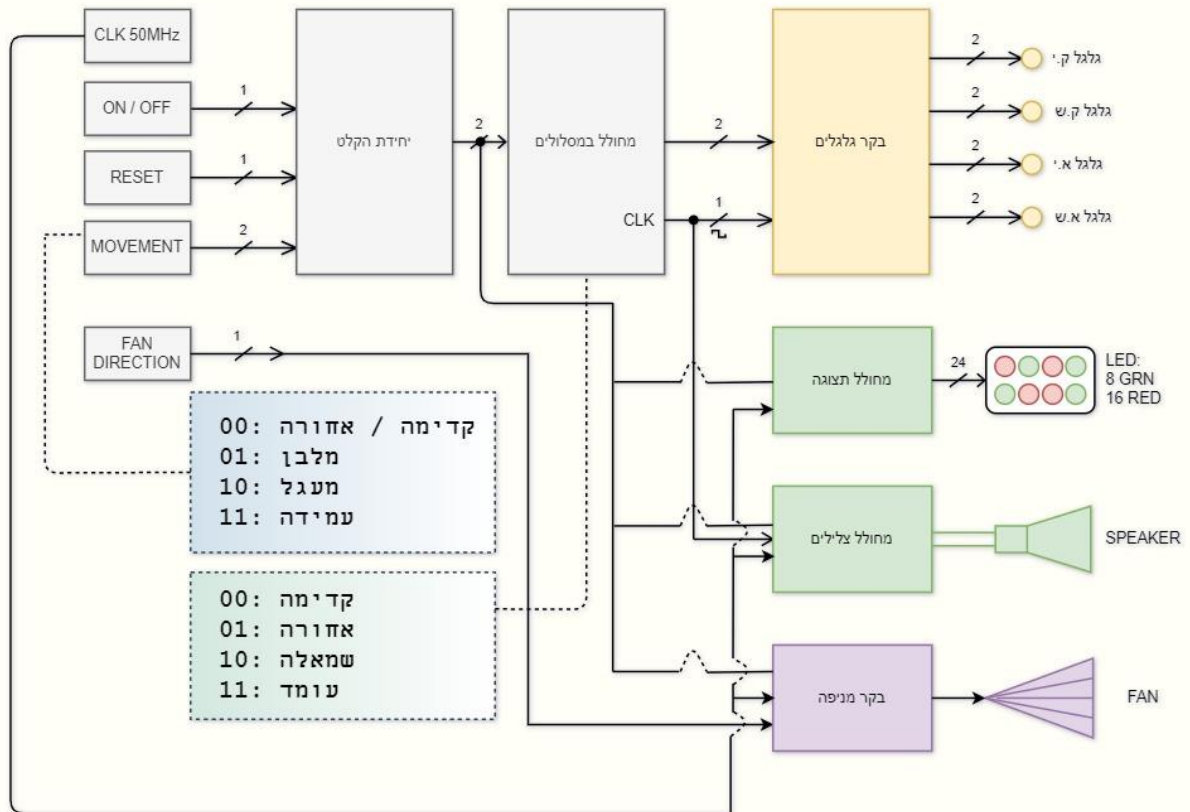 CLK 50MHz
ON / OFF
1
RESET
1
MOVEMENT
2
יחידת הקלט
2
מחולל במסלולים
CLK
2
1
בקר גלגלים
2
גלגל ק.י
2
גלגל ק.ש
2
גלגל א.י
2
גלגל א.ש
FAN
DIRECTION
1
00: קדימה / אחורה
01: מלבן
10: מעגל
11: עמידה
00: קדימה
01: אחורה
10: שמאלה
11: עומד
מחולל תצוגה
24
LED:
8 GRN
16 RED
מחולל צלילים
SPEAKER
בקר מניפה
FAN